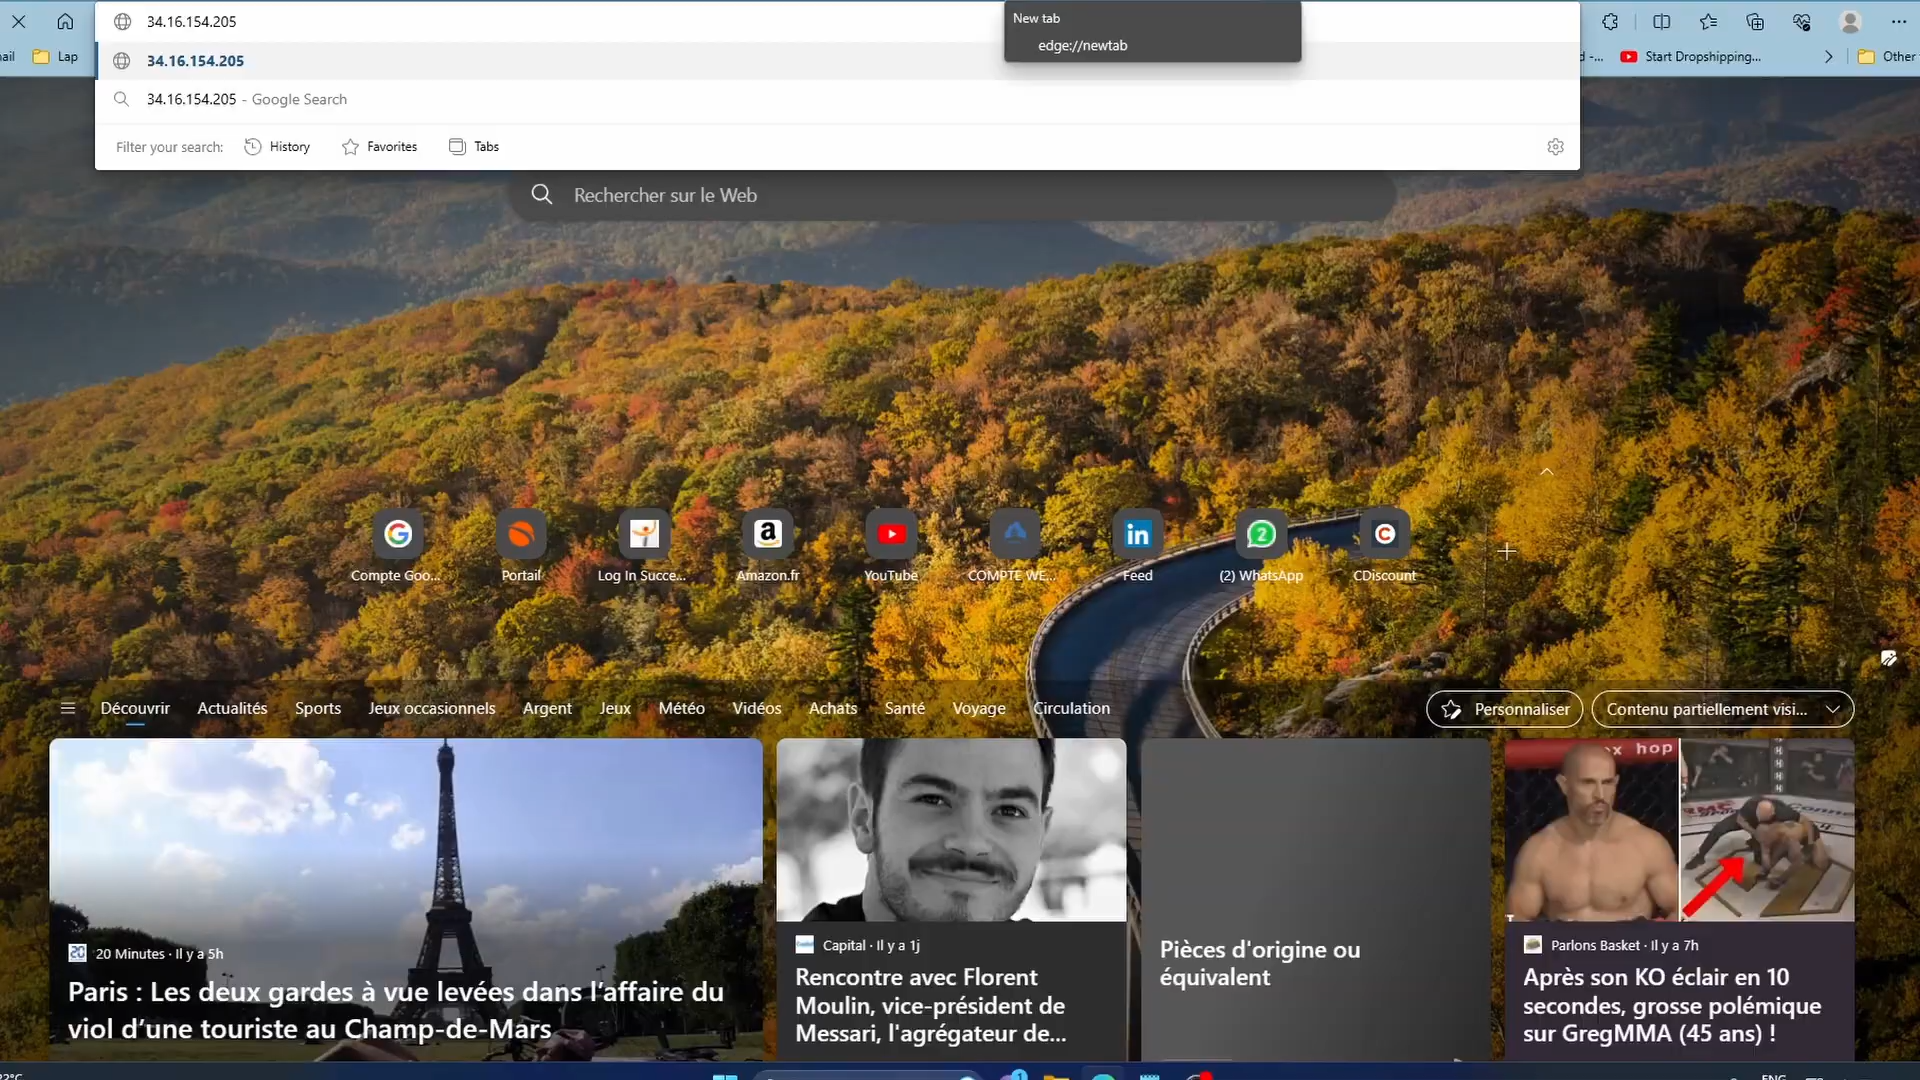 34.16.154.205
New tab
edge://newtab
ail
Lap
34.16.154.205
d -...
Start Dropshipping...
Other
34.16.154.205 - Google Search
Filter your search:
History
Favorites
Tabs
Rechercher sur le Web
Compte Goo...
Portail
Log In Succe...
Amazon.fr
YouTube
COMPTE WE...
Feed
(2) WhatsApp
CDiscount
Découvrir
Actualités
Sports
Jeux occasionnels
Argent
Jeux
Météo
Vidéos
Achats
Santé
Voyage
Circulation
Personnaliser
Contenu partiellement visi...
20 Minutes · Il y a 5h
Paris : Les deux gardes à vue levées dans l’affaire du
viol d’une touriste au Champ-de-Mars
Capital · Il y a 1j
Rencontre avec Florent
Moulin, vice-président de
Messari, l'agrégateur de...
Pièces d'origine ou
équivalent
Parlons Basket · Il y a 7h
Après son KO éclair en 10
secondes, grosse polémique
sur GregMMA (45 ans) !
ENG